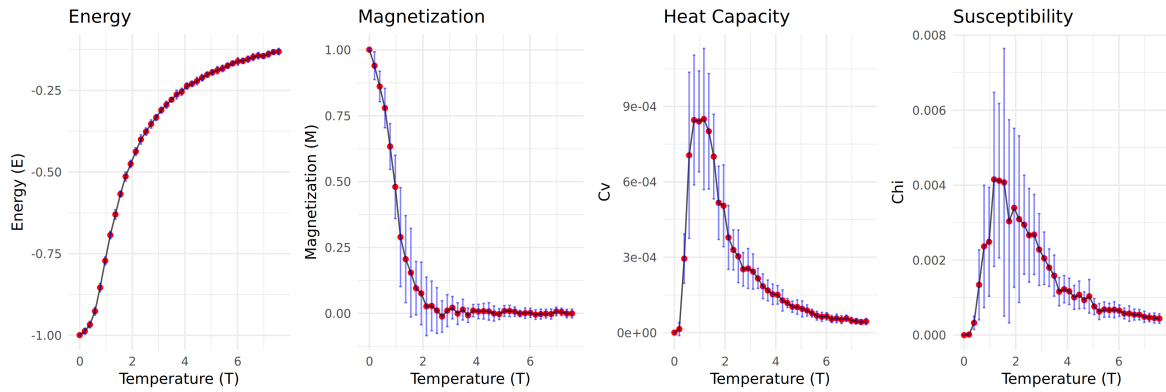 Energy
Energy (E)
-0.25
-0.50
-0.75
-1.00
0 2 4 6
Temperature (T)
Magnetization
Magnetization (M)
1.00
0.75
0.50
0.25
0.00
0 2 4 6
Temperature (T)
Heat Capacity
Cv
9e-04
6e-04
3e-04
0e+00
0 2 4 6
Temperature (T)
Susceptibility
Chi
0.008
0.006
0.004
0.002
0.000
0 2 4 6
Temperature (T)